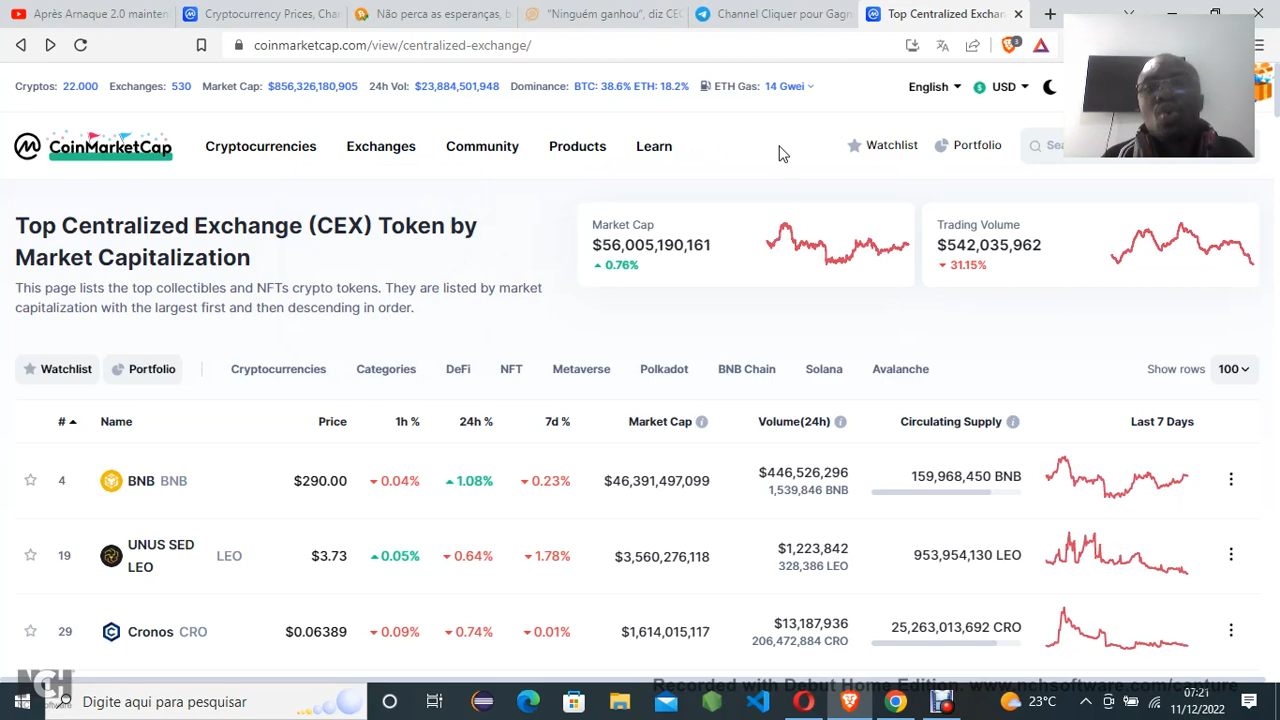 Après Arnaque 2.0 mainten
Cryptocurrency Prices, Char
Não perca as esperanças, b
"Ninguém ganhou", diz CEO
Channel Cliquer pour Gagn
Top Centralized Exchan
coinmarketcap.com/view/centralized-exchange/
3
Cryptos: 22.000 Exchanges: 530 Market Cap: $856,326,180,905 24h Vol: $23,884,501,948 Dominance: BTC: 38.6% ETH: 18.2% ETH Gas: 14 Gwei English USD
CoinMarketCap Cryptocurrencies Exchanges Community Products Learn Watchlist Portfolio Sea
Top Centralized Exchange (CEX) Token by
Market Capitalization
This page lists the top collectibles and NFTs crypto tokens. They are listed by market
capitalization with the largest first and then descending in order.
Market Cap
$56,005,190,161
0.76%
Trading Volume
$542,035,962
31.15%
Watchlist Portfolio Cryptocurrencies Categories DeFi NFT Metaverse Polkadot BNB Chain Solana Avalanche Show rows 100
# Name Price 1h % 24h % 7d % Market Cap Volume(24h) Circulating Supply Last 7 Days
4 BNB BNB $290.00 0.04% 1.08% 0.23% $46,391,497,099 $446,526,296 159,968,450 BNB
1,539,846 BNB
19 UNUS SED LEO $3.73 0.05% 0.64% 1.78% $3,560,276,118 $1,223,842 953,954,130 LEO
LEO 328,386 LEO
29 Cronos CRO $0.06389 0.09% 0.74% 0.01% $1,614,015,117 $13,187,936 25,263,013,692 CRO
206,472,884 CRO
NCH
Software
Recorded with Debut Home Edition. www.nchsoftware.com/capture
Digite aqui para pesquisar
23°C
07:21
11/12/2022